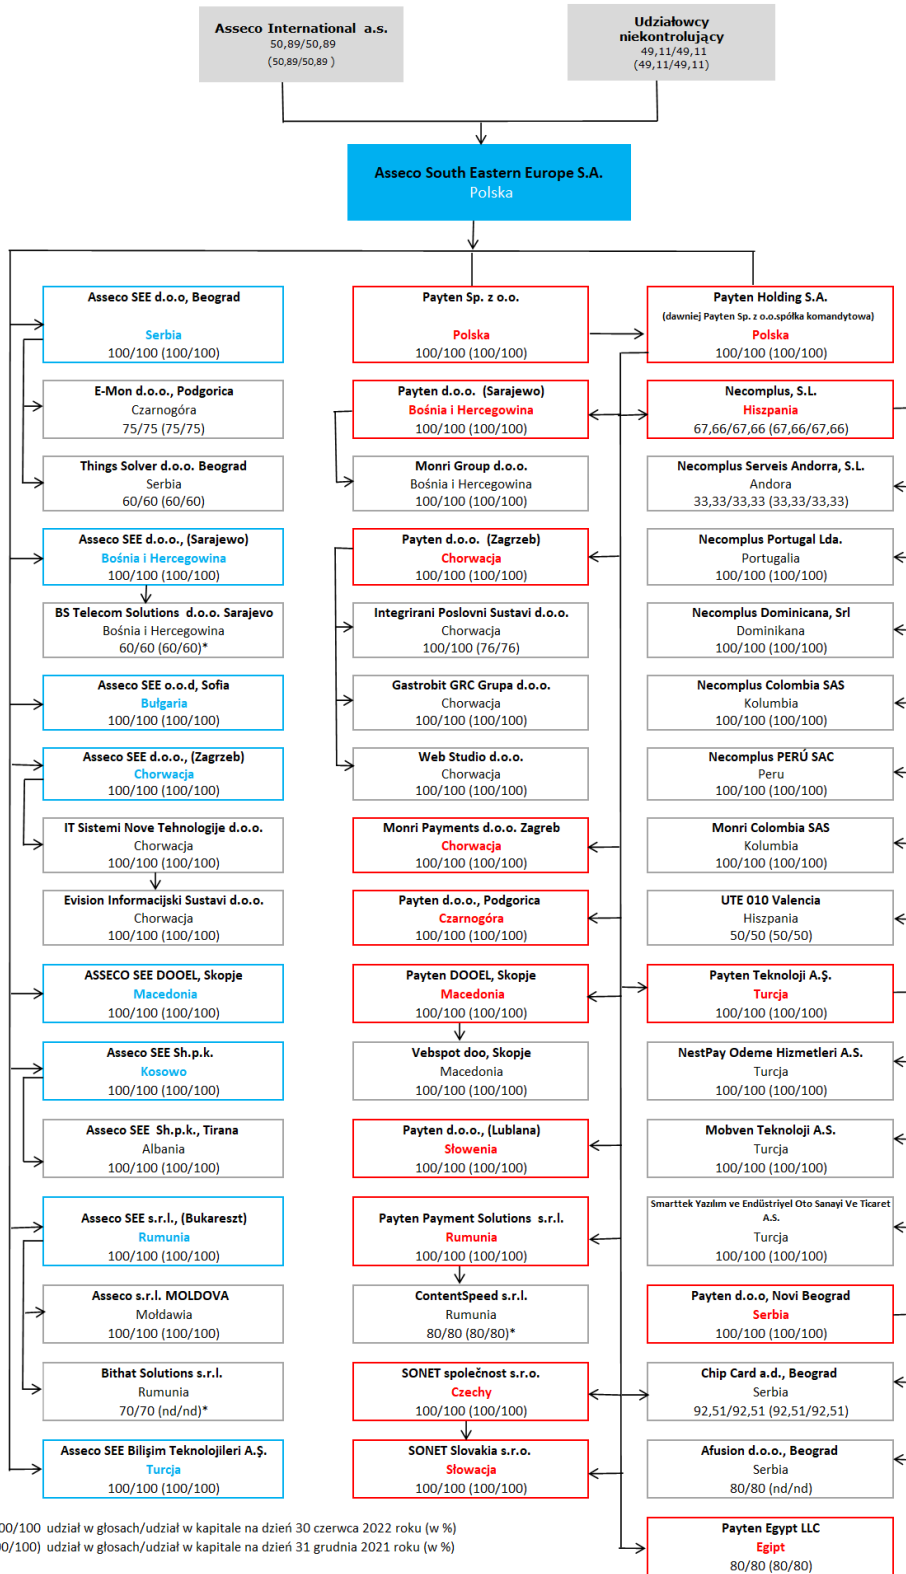 Asseco International a.s.
50,89/50,89
(50,89/50,89 )
Udziałowcy
niekontrolujący
49,11/49,11
(49,11/49,11)
Asseco South Eastern Europe S.A.
Polska
Asseco SEE d.o.o, Beograd
Serbia
100/100 (100/100)
E-Mon d.o.o., Podgorica
Czarnogóra
75/75 (75/75)
Things Solver d.o.o. Beograd
Serbia
60/60 (60/60)
Asseco SEE d.o.o., (Sarajewo)
Bośnia i Hercegowina
100/100 (100/100)
BS Telecom Solutions d.o.o. Sarajevo
Bośnia i Hercegowina
60/60 (60/60)*
Asseco SEE o.o.d, Sofia
Bułgaria
100/100 (100/100)
Asseco SEE d.o.o., (Zagrzeb)
Chorwacja
100/100 (100/100)
IT Sistemi Nove Tehnologije d.o.o.
Chorwacja
100/100 (100/100)
Evision Informacijski Sustavi d.o.o.
Chorwacja
100/100 (100/100)
ASSECO SEE DOOEL, Skopje
Macedonia
100/100 (100/100)
Asseco SEE Sh.p.k.
Kosowo
100/100 (100/100)
Asseco SEE Sh.p.k., Tirana
Albania
100/100 (100/100)
Asseco SEE s.r.l., (Bukareszt)
Rumunia
100/100 (100/100)
Asseco s.r.l. MOLDOVA
Mołdawia
100/100 (100/100)
Bithat Solutions s.r.l.
Rumunia
70/70 (nd/nd)*
Asseco SEE Bilişim Teknolojileri A.Ş.
Turcja
100/100 (100/100)
Payten Sp. z o.o.
Polska
100/100 (100/100)
Payten d.o.o. (Sarajewo)
Bośnia i Hercegowina
100/100 (100/100)
Monri Group d.o.o.
Bośnia i Hercegowina
100/100 (100/100)
Payten d.o.o. (Zagrzeb)
Chorwacja
100/100 (100/100)
Integrirani Poslovni Sustavi d.o.o.
Chorwacja
100/100 (76/76)
Gastrobit GRC Grupa d.o.o.
Chorwacja
100/100 (100/100)
Web Studio d.o.o.
Chorwacja
100/100 (100/100)
Monri Payments d.o.o. Zagreb
Chorwacja
100/100 (100/100)
Payten d.o.o., Podgorica
Czarnogóra
100/100 (100/100)
Payten DOOEL, Skopje
Macedonia
100/100 (100/100)
Vebspot doo, Skopje
Macedonia
100/100 (100/100)
Payten d.o.o., (Lublana)
Słowenia
100/100 (100/100)
Payten Payment Solutions s.r.l.
Rumunia
100/100 (100/100)
ContentSpeed s.r.l.
Rumunia
80/80 (80/80)*
SONET společnost s.r.o.
Czechy
100/100 (100/100)
SONET Slovakia s.r.o.
Słowacja
100/100 (100/100)
Payten Holding S.A.
(dawniej Payten Sp. z o.o.spółka komandytowa)
Polska
100/100 (100/100)
Necomplus, S.L.
Hiszpania
67,66/67,66 (67,66/67,66)
Necomplus Serveis Andorra, S.L.
Andora
33,33/33,33 (33,33/33,33)
Necomplus Portugal Lda.
Portugalia
100/100 (100/100)
Necomplus Dominicana, Srl
Dominikana
100/100 (100/100)
Necomplus Colombia SAS
Kolumbia
100/100 (100/100)
Necomplus PERÚ SAC
Peru
100/100 (100/100)
Monri Colombia SAS
Kolumbia
100/100 (100/100)
UTE 010 Valencia
Hiszpania
50/50 (50/50)
Payten Teknoloji A.Ş.
Turcja
100/100 (100/100)
NestPay Odeme Hizmetleri A.S.
Turcja
100/100 (100/100)
Mobven Teknoloji A.S.
Turcja
100/100 (100/100)
Smarttek Yazılım ve Endüstriyel Oto Sanayi Ve Ticaret
A.S.
Turcja
100/100 (100/100)
Payten d.o.o, Novi Beograd
Serbia
100/100 (100/100)
Chip Card a.d., Beograd
Serbia
92,51/92,51 (92,51/92,51)
Afusion d.o.o., Beograd
Serbia
80/80 (nd/nd)
Payten Egypt LLC
Egipt
80/80 (80/80)
00/100 udział w głosach/udział w kapitale na dzień 30 czerwca 2022 roku (w %)
00/100) udział w głosach/udział w kapitale na dzień 31 grudnia 2021 roku (w %)